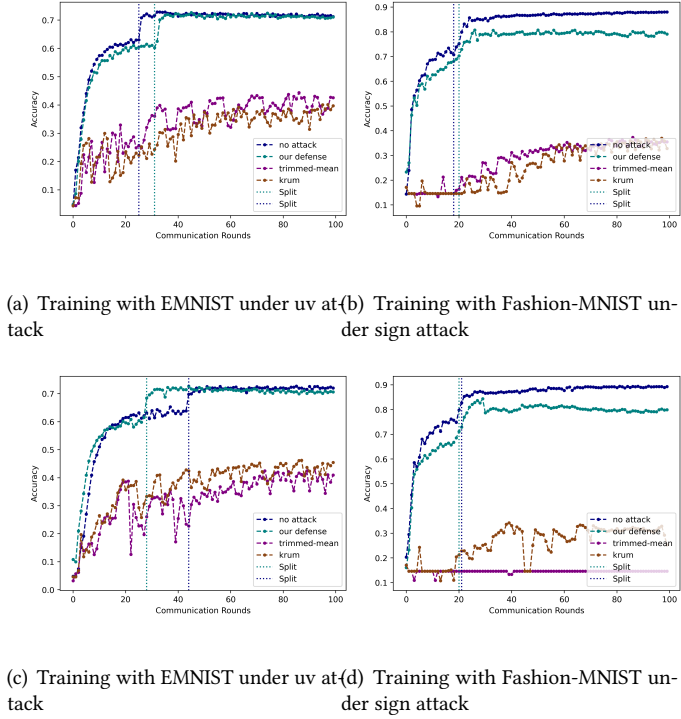 0.7
0.6
0.5
0.4
0.3
0.2
0.1
Accuracy
0 20 40 60 80 100
Communication Rounds
no attack
our defense
trimmed-mean
krum
Split
Split
0.9
0.8
0.7
0.6
0.5
0.4
0.3
0.2
0.1
Accuracy
0 20 40 60 80 100
Communication Rounds
no attack
our defense
trimmed-mean
krum
Split
Split
(a) Training with EMNIST under uv at-
tack
(b) Training with Fashion-MNIST un-
der sign attack
0.7
0.6
0.5
0.4
0.3
0.2
0.1
0.0
Accuracy
0 20 40 60 80 100
Communication Rounds
no attack
our defense
trimmed-mean
krum
Split
Split
0.9
0.8
0.7
0.6
0.5
0.4
0.3
0.2
0.1
Accuracy
0 20 40 60 80 100
Communication Rounds
no attack
our defense
trimmed-mean
krum
Split
Split
(c) Training with EMNIST under uv at-
tack
(d) Training with Fashion-MNIST un-
der sign attack